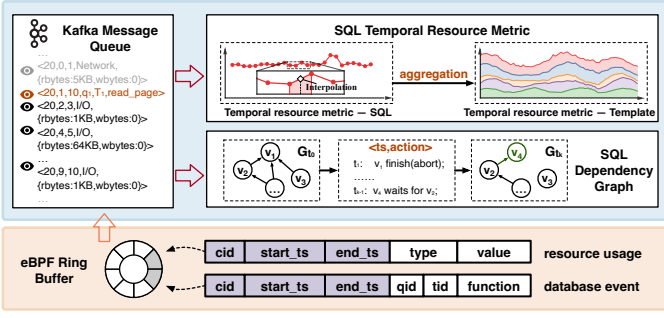 Kafka Message
Queue
...
<20,0,1,Network,
{rbytes:5KB,wbytes:0}>
<20,1,10,q₁,T₁,read_page>
<20,2,3,I/O,
{rbytes:1KB,wbytes:0}>
<20,4,5,I/O,
{rbytes:64KB,wbytes:0}>
...
<20,9,10,I/O,
{rbytes:1KB,wbytes:0}>
...
SQL Temporal Resource Metric
Interpolation
aggregation
Temporal resource metric — SQL
Temporal resource metric — Template
v₁
v₂
v₃
...
Gt₀
<ts,action>
t₁: v₁ finish(abort);
......
tₖ₋₁: v₄ waits for v₂;
v₄
v₂
v₃
...
Gtₖ
SQL
Dependency
Graph
eBPF Ring
Buffer
cid start_ts end_ts type value
resource usage
cid start_ts end_ts qid tid function
database event